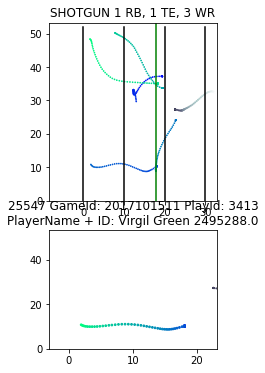 SHOTGUN 1 RB, 1 TE, 3 WR
50
40
30
20
10
0
0 10 20 30
25547 GameId: 2017101511 PlayId: 3413
PlayerName + ID: Virgil Green 2495288.0
40
20
0
0 10 20